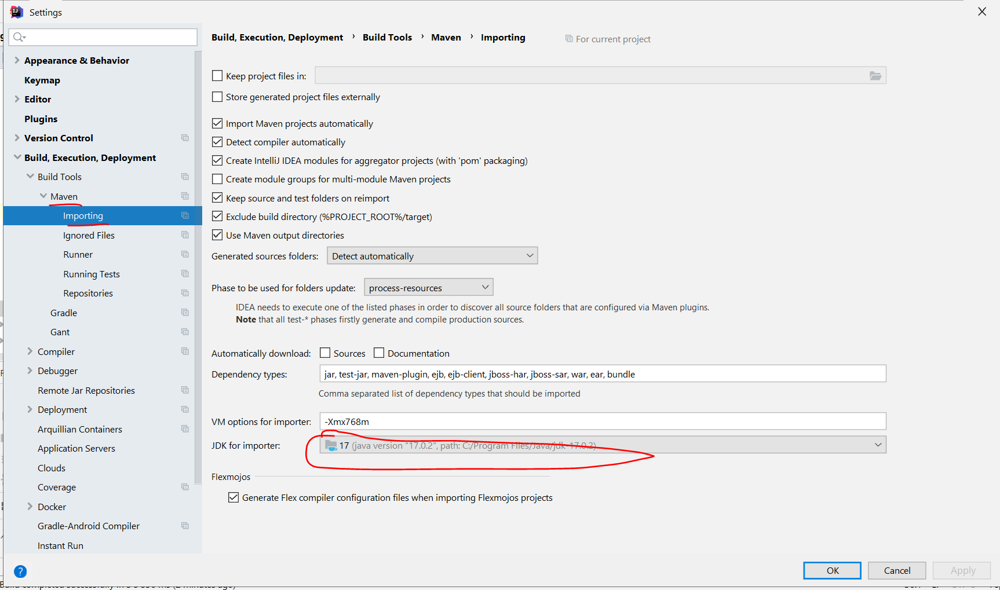 Settings
Build, Execution, Deployment › Build Tools › Maven › Importing
For current project
Appearance & Behavior
Keymap
Editor
Plugins
Version Control
Build, Execution, Deployment
Build Tools
Maven
Importing
Ignored Files
Runner
Running Tests
Repositories
Gradle
Gant
Compiler
Debugger
Remote Jar Repositories
Deployment
Arquillian Containers
Application Servers
Clouds
Coverage
Docker
Gradle-Android Compiler
Instant Run
Keep project files in:
Store generated project files externally
Import Maven projects automatically
Detect compiler automatically
Create IntelliJ IDEA modules for aggregator projects (with 'pom' packaging)
Create module groups for multi-module Maven projects
Keep source and test folders on reimport
Exclude build directory (%PROJECT_ROOT%/target)
Use Maven output directories
Generated sources folders: Detect automatically
Phase to be used for folders update: process-resources
IDEA needs to execute one of the listed phases in order to discover all source folders that are configured via Maven plugins.
Note that all test-* phases firstly generate and compile production sources.
Automatically download: Sources Documentation
Dependency types: jar, test-jar, maven-plugin, ejb, ejb-client, jboss-har, jboss-sar, war, ear, bundle
Comma separated list of dependency types that should be imported
VM options for importer: -Xmx768m
JDK for importer: 17 (java version "17.0.2", path: C:/Program Files/Java/jdk-17.0.2)
Flexmojos
Generate Flex compiler configuration files when importing Flexmojos projects
? OK Cancel Apply